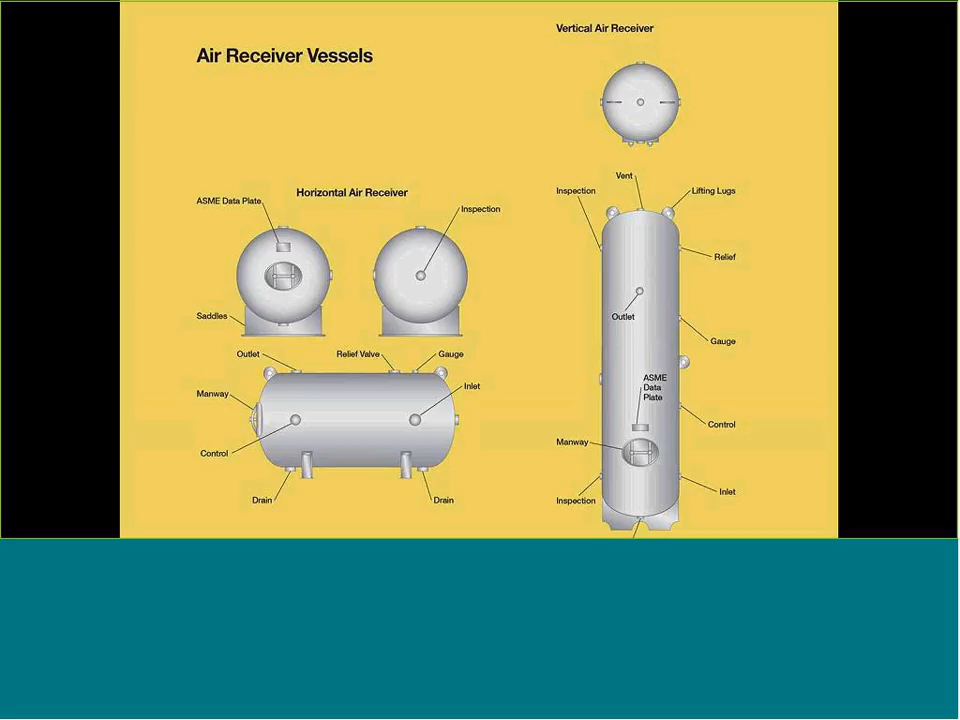 Air Receiver Vessels
Horizontal Air Receiver
ASME Data Plate
Inspection
Saddles
Outlet
Relief Valve
Gauge
Inlet
Manway
Control
Drain
Drain
Vertical Air Receiver
Vent
Inspection
Lifting Lugs
Relief
Outlet
Gauge
ASME
Data
Plate
Control
Manway
Inlet
Inspection